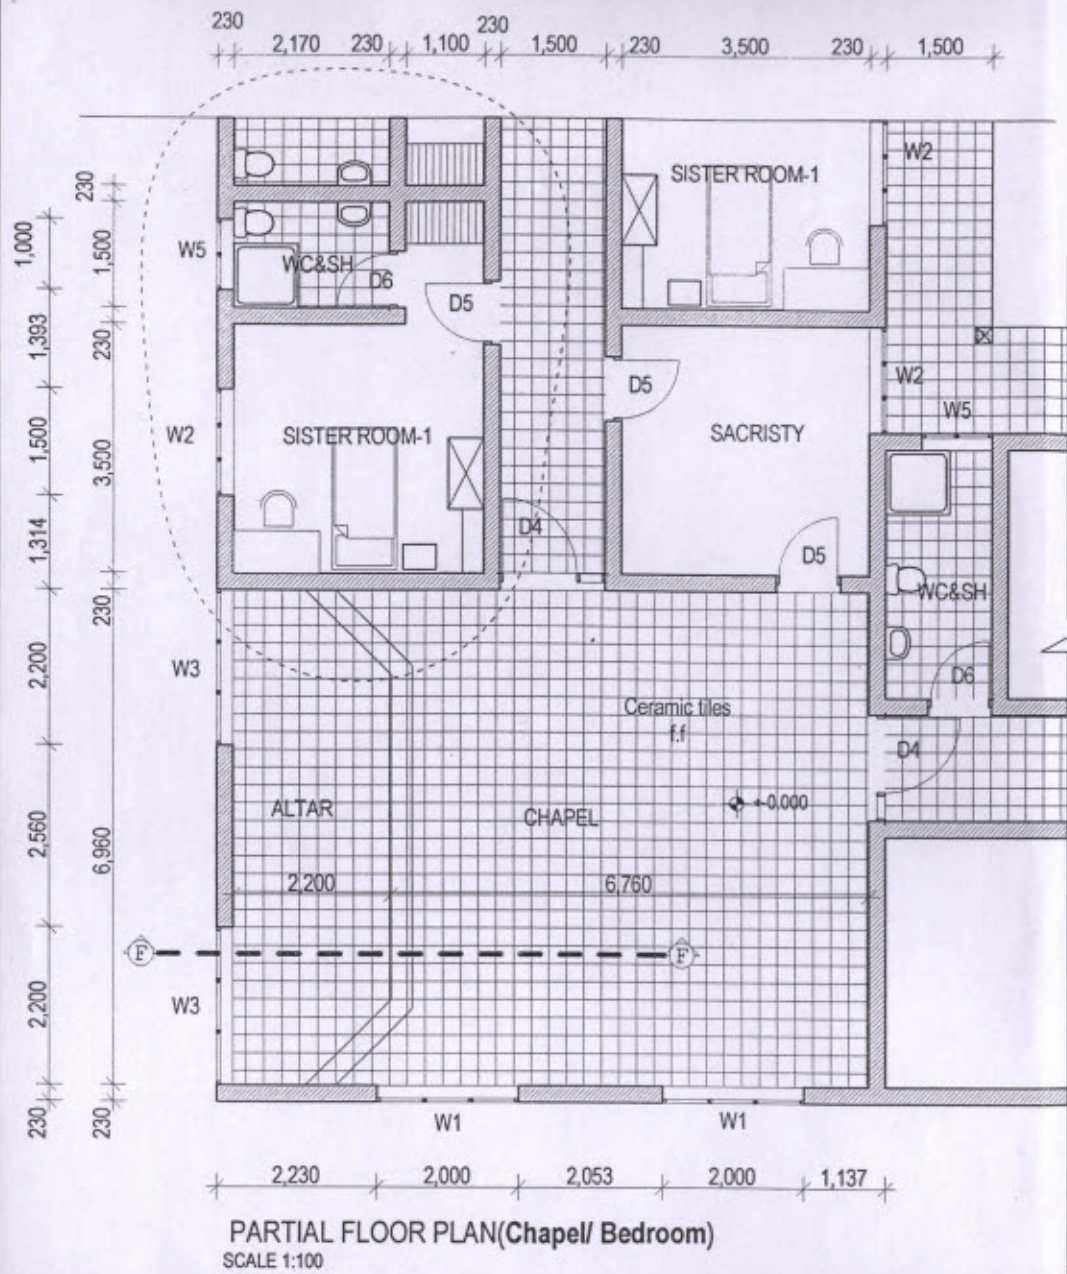 230
230
2,170
230
1,100
1,500
230
3,500
230
1,500
SISTER ROOM-1
W2
230
1,000
W5
1,500
WC&SH
D6
D5
1,393
230
D5
W2
W5
1,500
W2
3,500
SISTER ROOM-1
SACRISTY
1,314
D4
D5
WC&SH
230
2,200
W3
D6
Ceramic tiles
f.f
D4
ALTAR
CHAPEL
+-0.000
2,560
6,960
2,200
6,760
F
F
2,200
W3
230
230
W1
W1
2,230
2,000
2,053
2,000
1,137
PARTIAL FLOOR PLAN(Chapel/ Bedroom)
SCALE 1:100